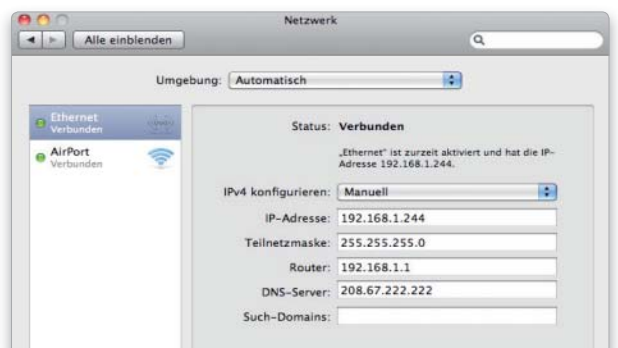 Netzwerk
Alle einblenden
Umgebung: Automatisch
Ethernet
Verbunden
AirPort
Verbunden
Status: Verbunden
„Ethernet“ ist zurzeit aktiviert und hat die IP-
Adresse 192.168.1.244.
IPv4 konfigurieren: Manuell
IP-Adresse: 192.168.1.244
Teilnetzmaske: 255.255.255.0
Router: 192.168.1.1
DNS-Server: 208.67.222.222
Such-Domains: